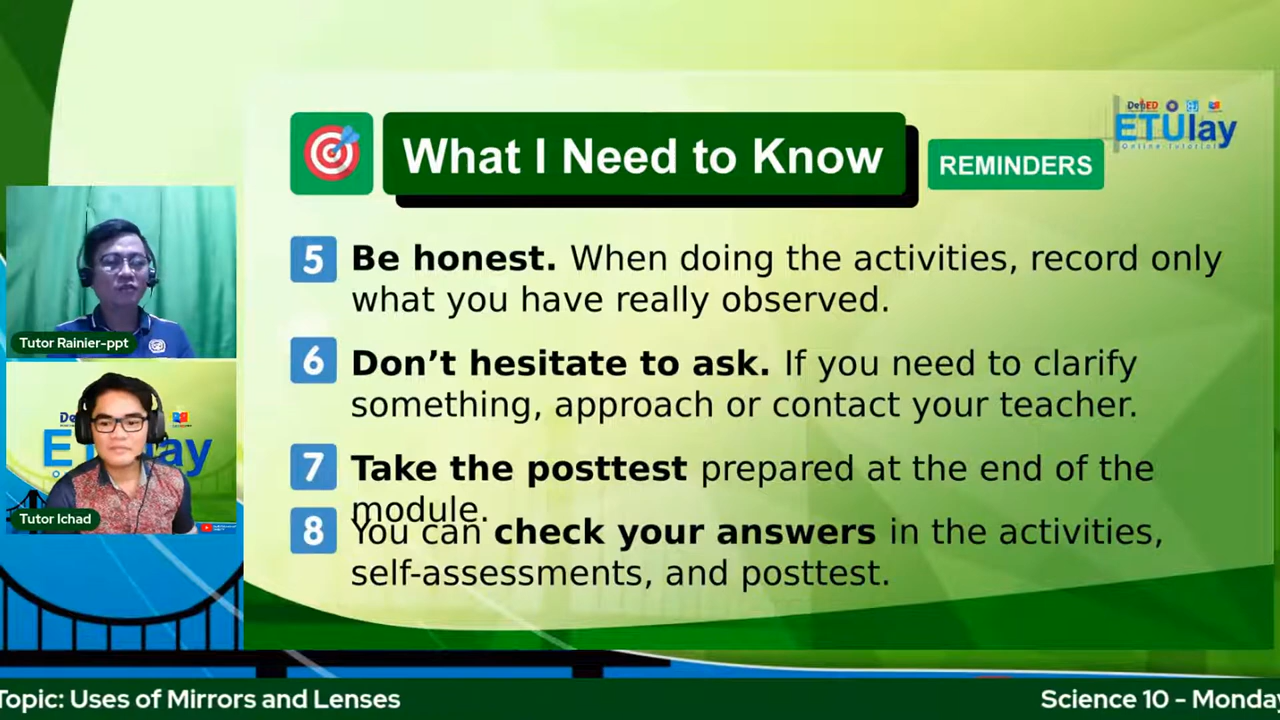 What I Need to Know
REMINDERS
DepED
ETUlay
Online Tutorial
5 Be honest. When doing the activities, record only
what you have really observed.
6 Don’t hesitate to ask. If you need to clarify
something, approach or contact your teacher.
7 Take the posttest prepared at the end of the
module.
8 You can check your answers in the activities,
self-assessments, and posttest.
Tutor Rainier-ppt
Tutor Ichad
Topic: Uses of Mirrors and Lenses
Science 10 - Monday